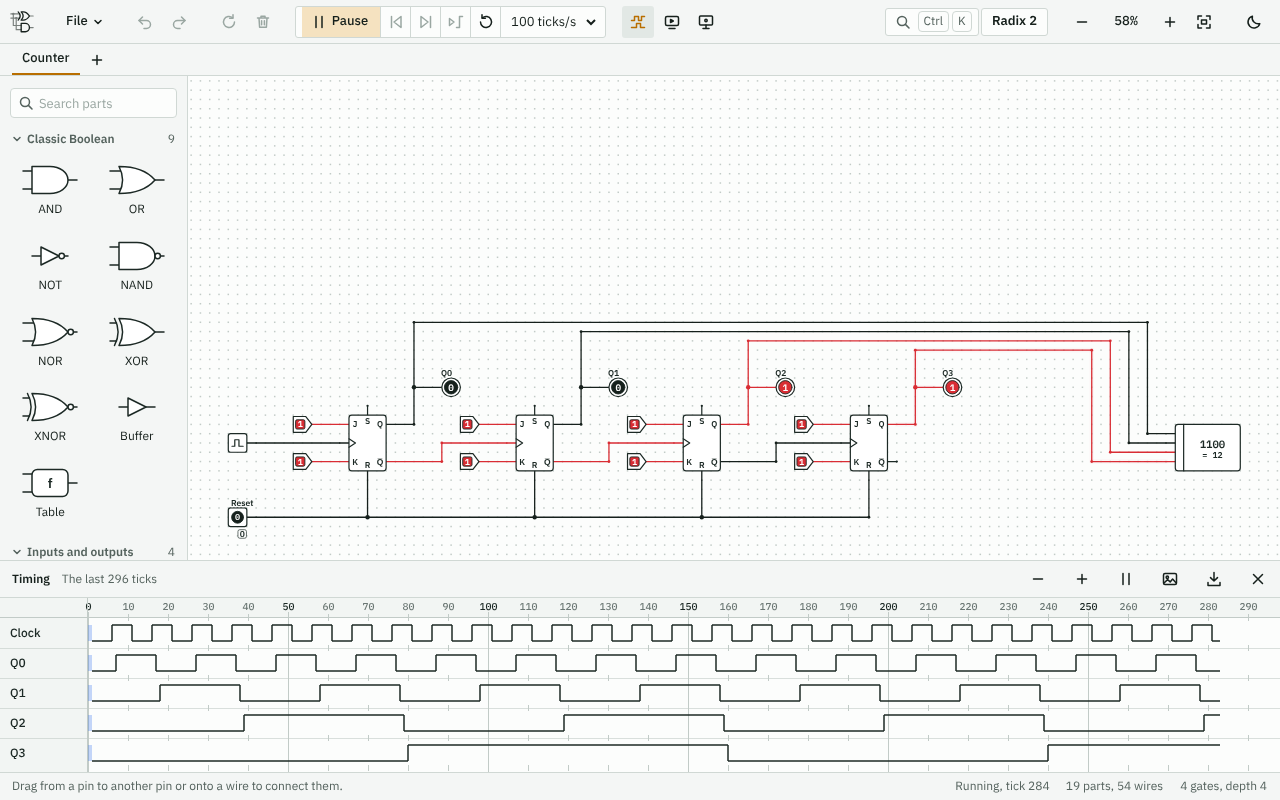 File
Pause
100 ticks/s
Ctrl K
Radix 2
58%
Counter
Search parts
Classic Boolean 9
AND OR
NOT NAND
NOR XOR
XNOR Buffer
f
Table
Inputs and outputs 4
Q0 Q1 Q2 Q3
0 0 1 1
1 J S Q 1 J S Q 1 J S Q 1 J S Q
1 K R Q̅ 1 K R Q̅ 1 K R Q̅ 1 K R Q̅
1100
= 12
Reset
0
0
Timing The last 296 ticks
0 10 20 30 40 50 60 70 80 90 100 110 120 130 140 150 160 170 180 190 200 210 220 230 240 250 260 270 280 290
Clock
Q0
Q1
Q2
Q3
Drag from a pin to another pin or onto a wire to connect them.
Running, tick 284 19 parts, 54 wires 4 gates, depth 4